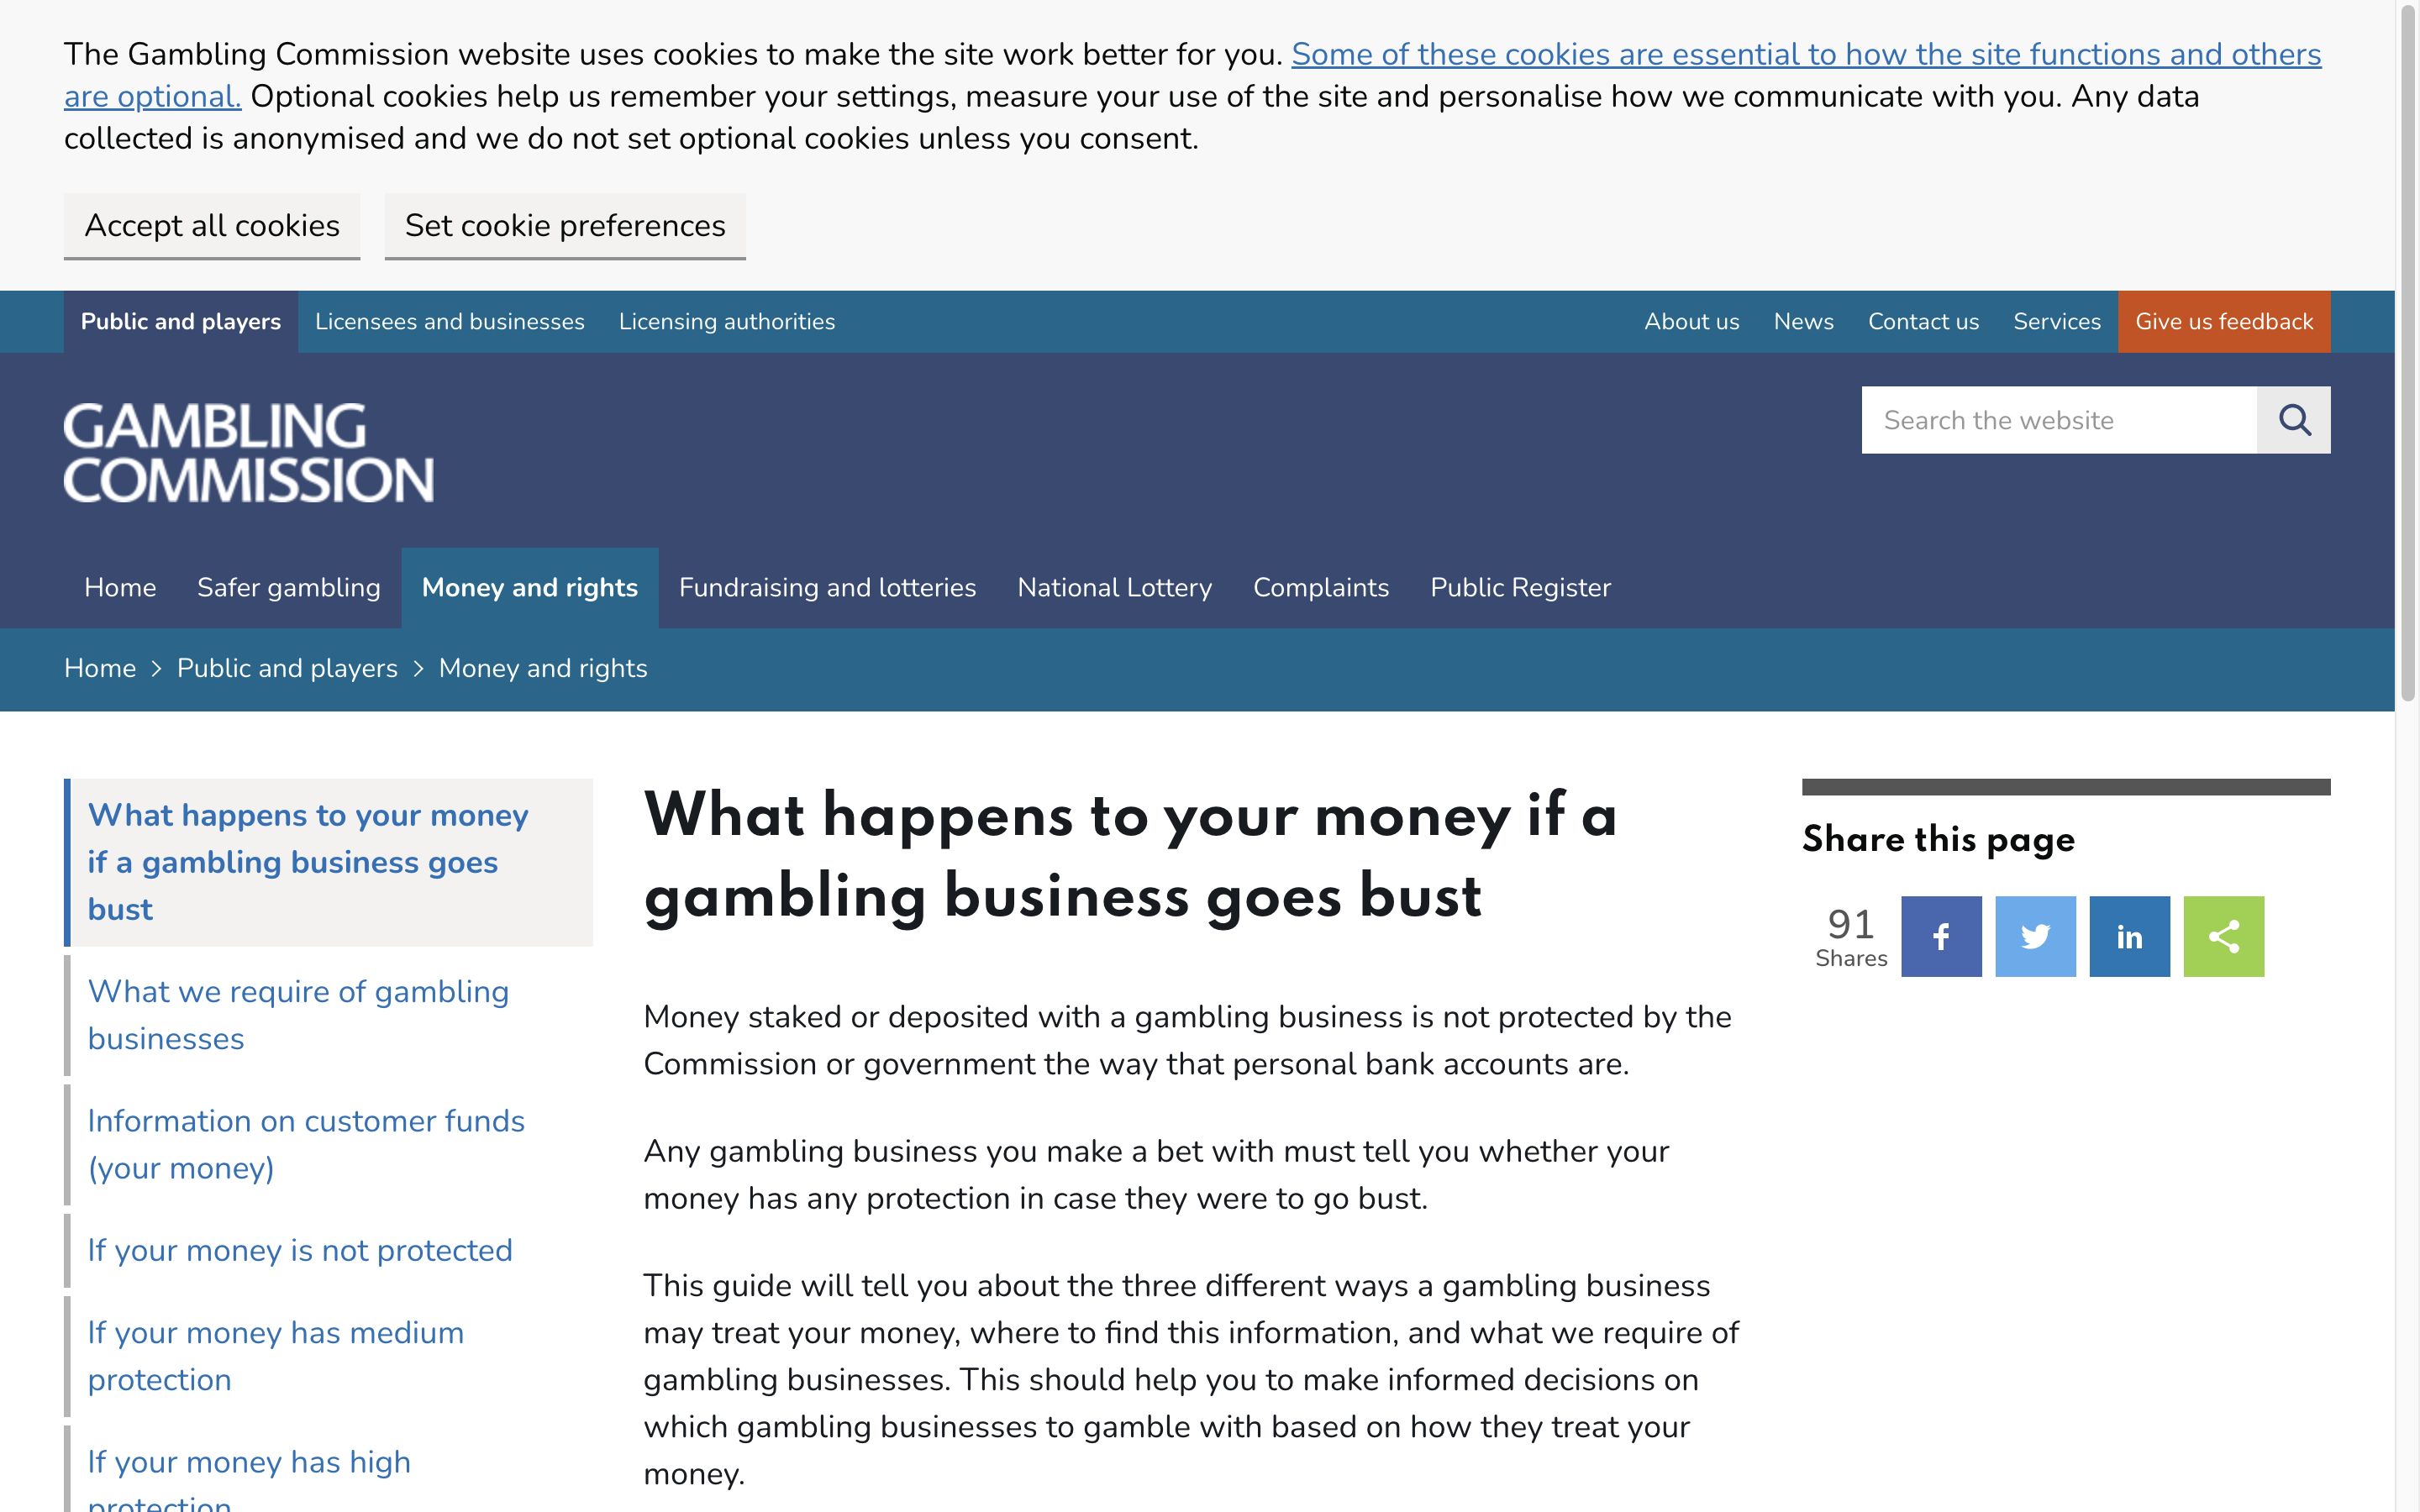 The Gambling Commission website uses cookies to make the site work better for you. Some of these cookies are essential to how the site functions and others
are optional. Optional cookies help us remember your settings, measure your use of the site and personalise how we communicate with you. Any data
collected is anonymised and we do not set optional cookies unless you consent.
Accept all cookies
Set cookie preferences
Public and players
Licensees and businesses
Licensing authorities
About us
News
Contact us
Services
Give us feedback
GAMBLING
COMMISSION
Search the website
Home
Safer gambling
Money and rights
Fundraising and lotteries
National Lottery
Complaints
Public Register
Home > Public and players > Money and rights
What happens to your money
if a gambling business goes
bust
What we require of gambling
businesses
Information on customer funds
(your money)
If your money is not protected
If your money has medium
protection
If your money has high
protection
What happens to your money if a
gambling business goes bust
Money staked or deposited with a gambling business is not protected by the
Commission or government the way that personal bank accounts are.
Any gambling business you make a bet with must tell you whether your
money has any protection in case they were to go bust.
This guide will tell you about the three different ways a gambling business
may treat your money, where to find this information, and what we require of
gambling businesses. This should help you to make informed decisions on
which gambling businesses to gamble with based on how they treat your
money.
Share this page
91
Shares